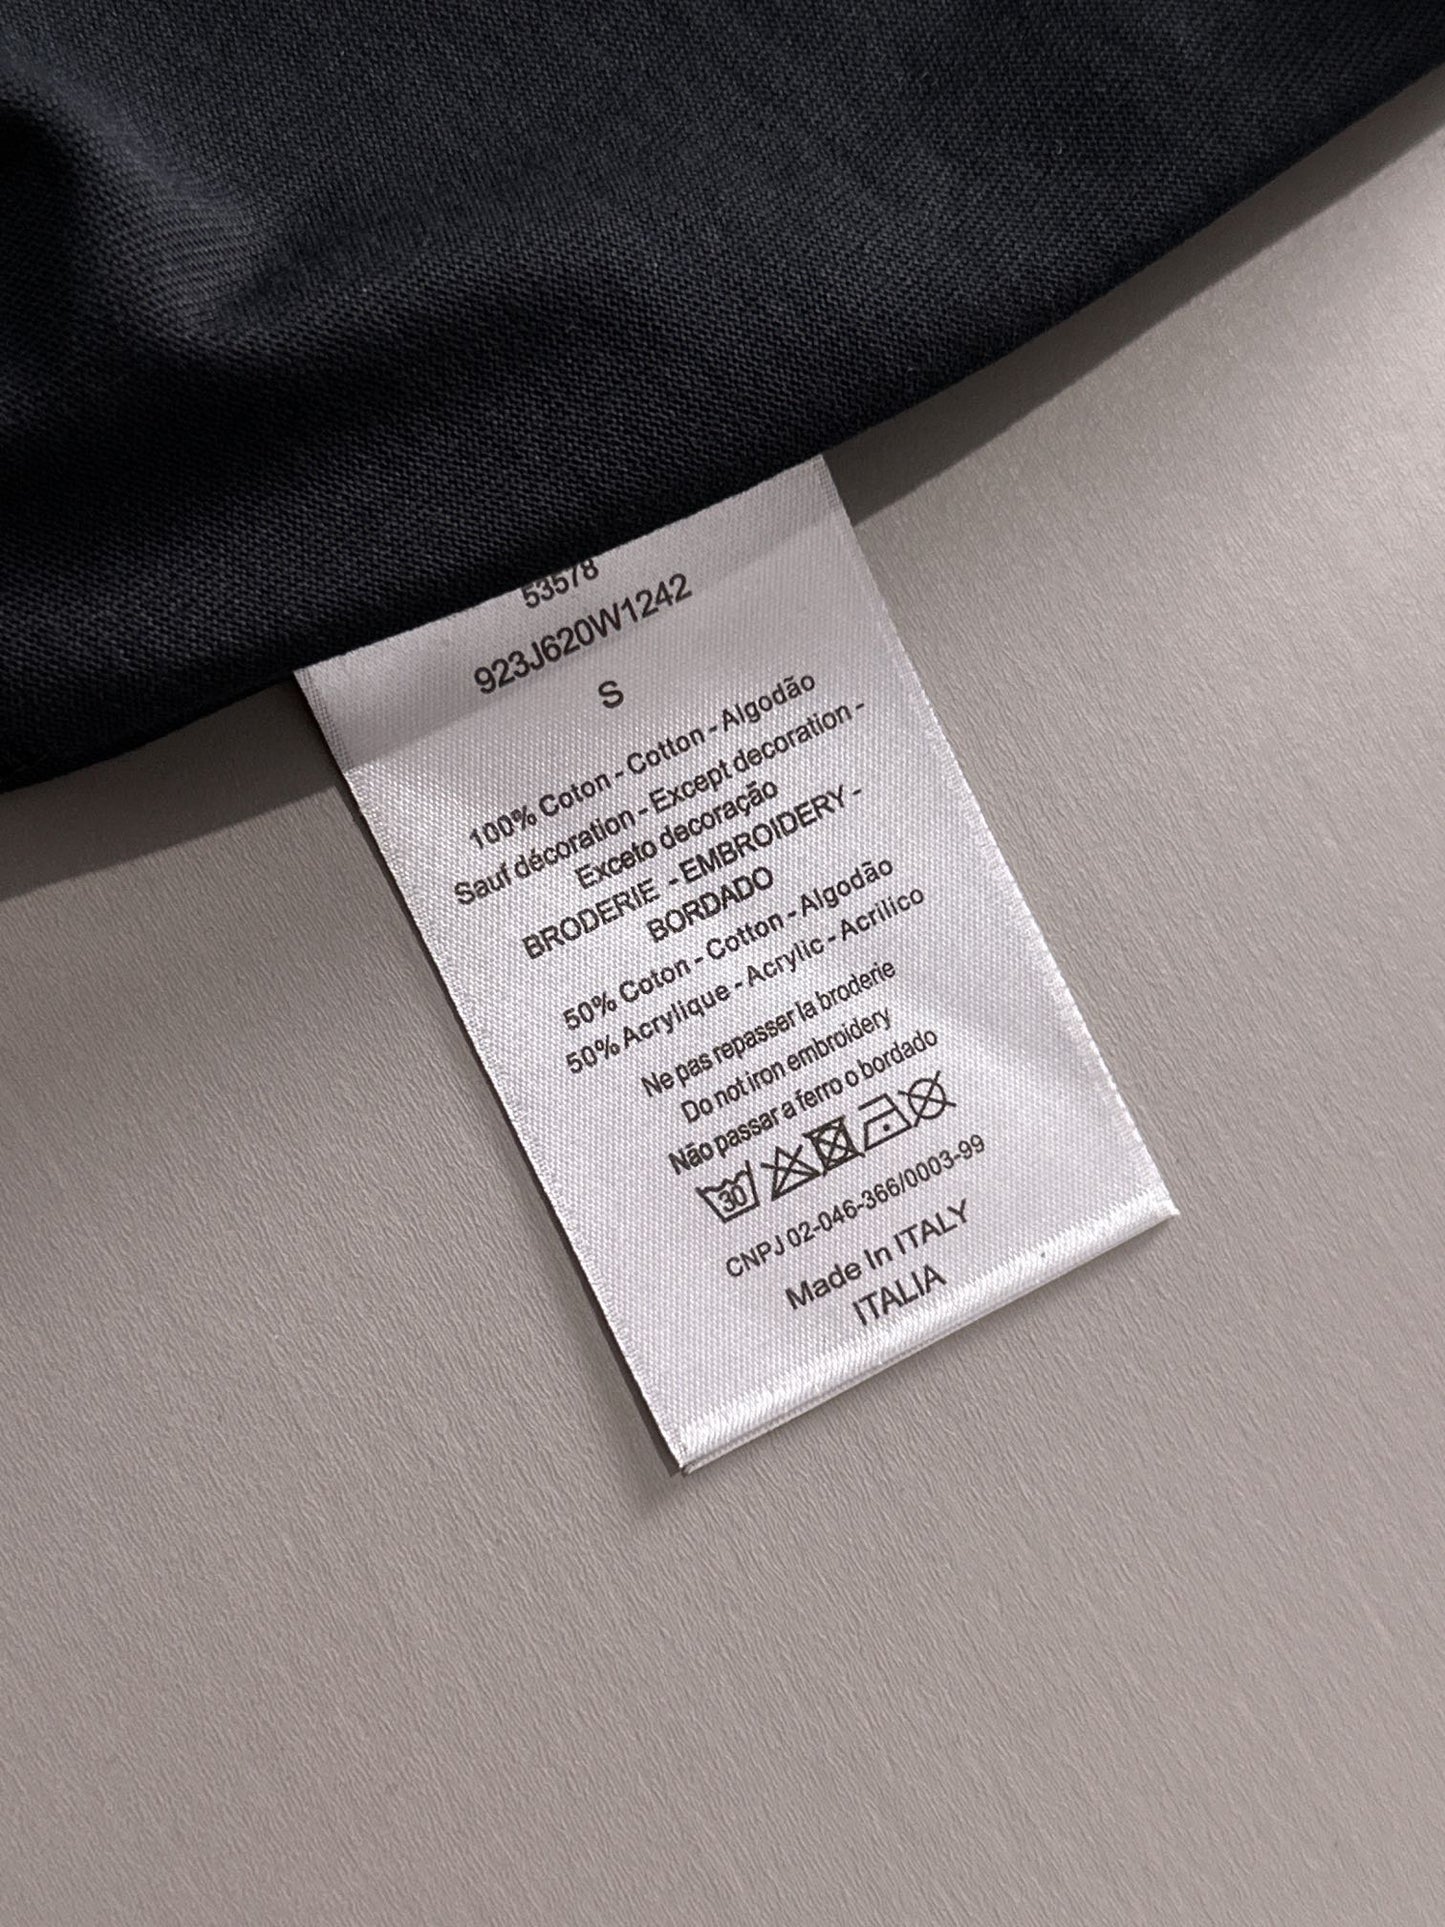 53578
923J620W1242
S
100% Coton - Cotton - Algodão
Sauf décoration - Except decoration -
Exceto decoração
BRODERIE - EMBROIDERY -
BORDADO
50% Coton - Cotton - Algodão
50% Acrylique - Acrylic - Acrilico
Ne pas repasser la broderie
Do not iron embroidery
Não passar a ferro o bordado
30
CNPJ 02-046-366/0003-99
Made In ITALY
ITALIA